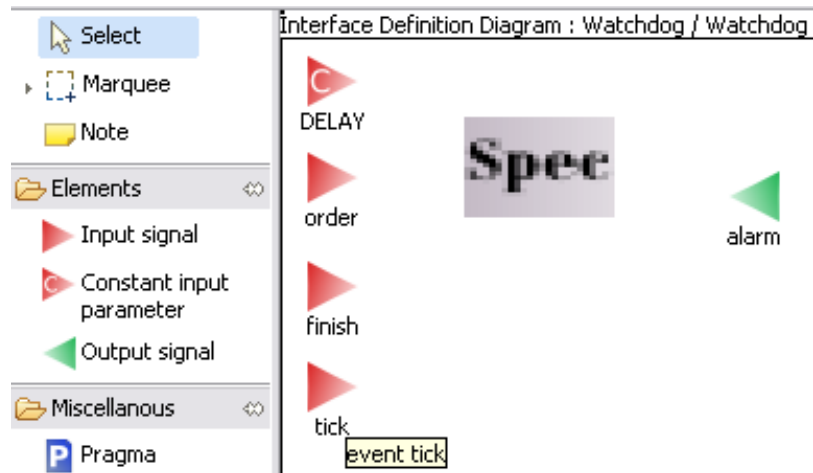 Select
Marquee
Note
Elements
Input signal
C Constant input
parameter
Output signal
Miscellanous
P Pragma
Interface Definition Diagram : Watchdog / Watchdog
C
DELAY
Spec
order
alarm
finish
tick
event tick